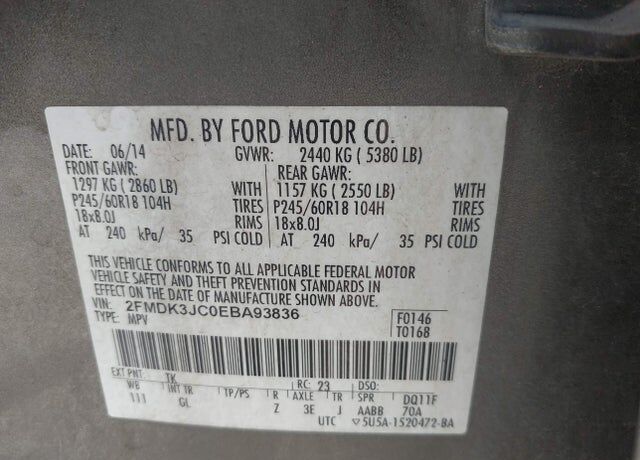 MFD. BY FORD MOTOR CO.
DATE: 06/14 GVWR: 2440 KG ( 5380 LB)
FRONT GAWR: REAR GAWR:
1297 KG ( 2860 LB) WITH 1157 KG ( 2550 LB) WITH
P245/60R18 104H TIRES P245/60R18 104H TIRES
18x8.0J RIMS 18x8.0J RIMS
AT 240 kPa/ 35 PSI COLD AT 240 kPa/ 35 PSI COLD
THIS VEHICLE CONFORMS TO ALL APPLICABLE FEDERAL MOTOR
VEHICLE SAFETY AND THEFT PREVENTION STANDARDS IN
EFFECT ON THE DATE OF MANUFACTURE SHOWN ABOVE.
VIN: 2FMDK3JC0EBA93836 F0146
TYPE: MPV T0168
EXT PNT: TK RC: 23 DSO:
WB INT TR TP/PS R AXLE TR SPR DQ11F
111 GL Z 3E J AABB 70A
UTC ▽5U5A-1520472-BA